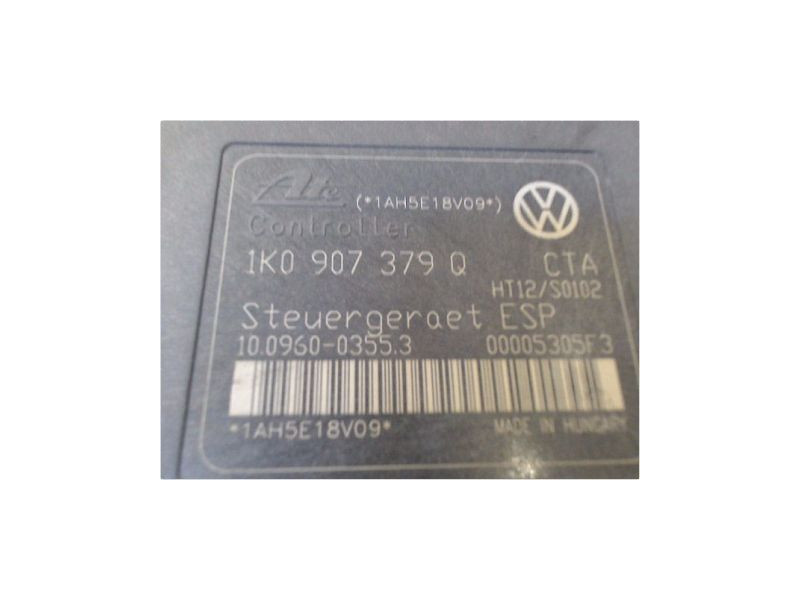 Ate (*1AH5E18V09*)
Controller
1K0 907 379 Q CTA
HT12/S0102
Steuergeraet ESP
10.0960-0355.3 00005305F3
*1AH5E18V09* MADE IN HUNGARY